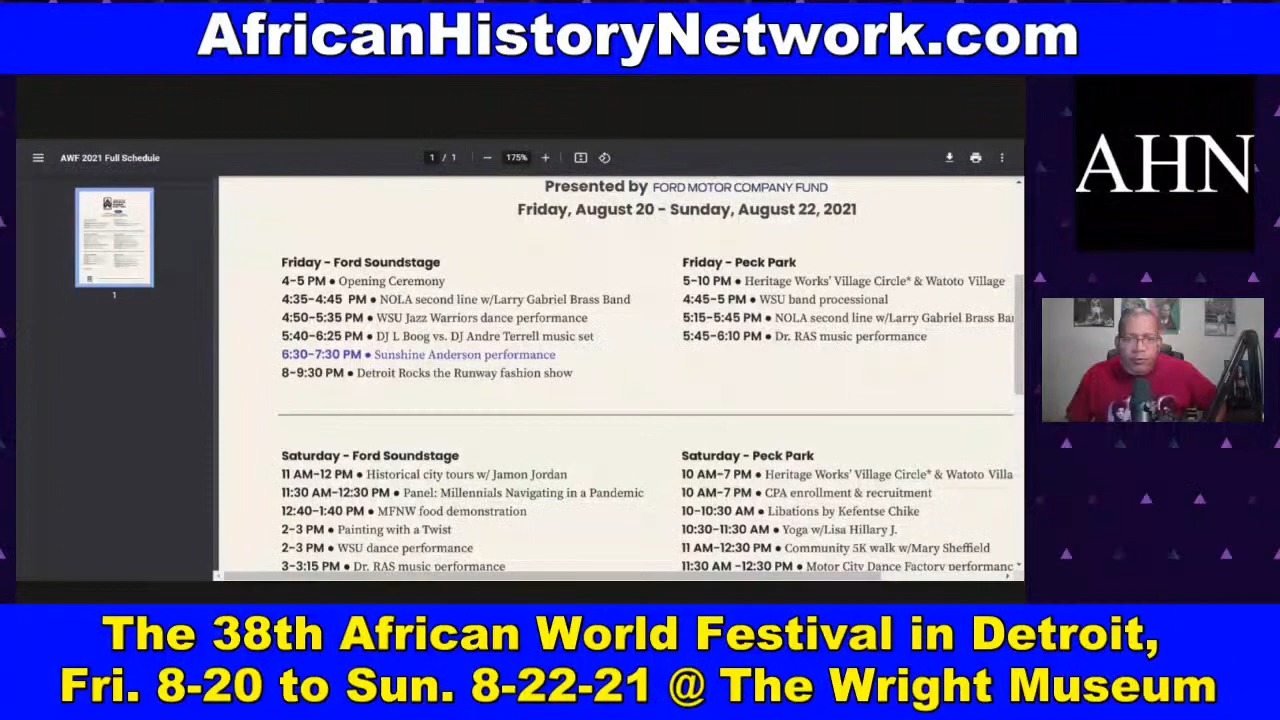 AfricanHistoryNetwork.com
AHN
AWF 2021 Full Schedule
1 / 1
175%
1
Presented by FORD MOTOR COMPANY FUND
Friday, August 20 - Sunday, August 22, 2021
Friday - Ford Soundstage
4-5 PM ● Opening Ceremony
4:35-4:45 PM ● NOLA second line w/Larry Gabriel Brass Band
4:50-5:35 PM ● WSU Jazz Warriors dance performance
5:40-6:25 PM ● DJ L Boog vs. DJ Andre Terrell music set
6:30-7:30 PM ● Sunshine Anderson performance
8-9:30 PM ● Detroit Rocks the Runway fashion show
Friday - Peck Park
5-10 PM ● Heritage Works' Village Circle* & Watoto Village
4:45-5 PM ● WSU band processional
5:15-5:45 PM ● NOLA second line w/Larry Gabriel Brass Ba
5:45-6:10 PM ● Dr. RAS music performance
Saturday - Ford Soundstage
11 AM-12 PM ● Historical city tours w/ Jamon Jordan
11:30 AM-12:30 PM ● Panel: Millennials Navigating in a Pandemic
12:40-1:40 PM ● MFNW food demonstration
2-3 PM ● Painting with a Twist
2-3 PM ● WSU dance performance
3-3:15 PM ● Dr. RAS music performance
Saturday - Peck Park
10 AM-7 PM ● Heritage Works' Village Circle* & Watoto Villa
10 AM-7 PM ● CPA enrollment & recruitment
10-10:30 AM ● Libations by Kefentse Chike
10:30-11:30 AM ● Yoga w/Lisa Hillary J.
11 AM-12:30 PM ● Community 5K walk w/Mary Sheffield
11:30 AM -12:30 PM ● Motor City Dance Factory performanc
The 38th African World Festival in Detroit,
Fri. 8-20 to Sun. 8-22-21 @ The Wright Museum